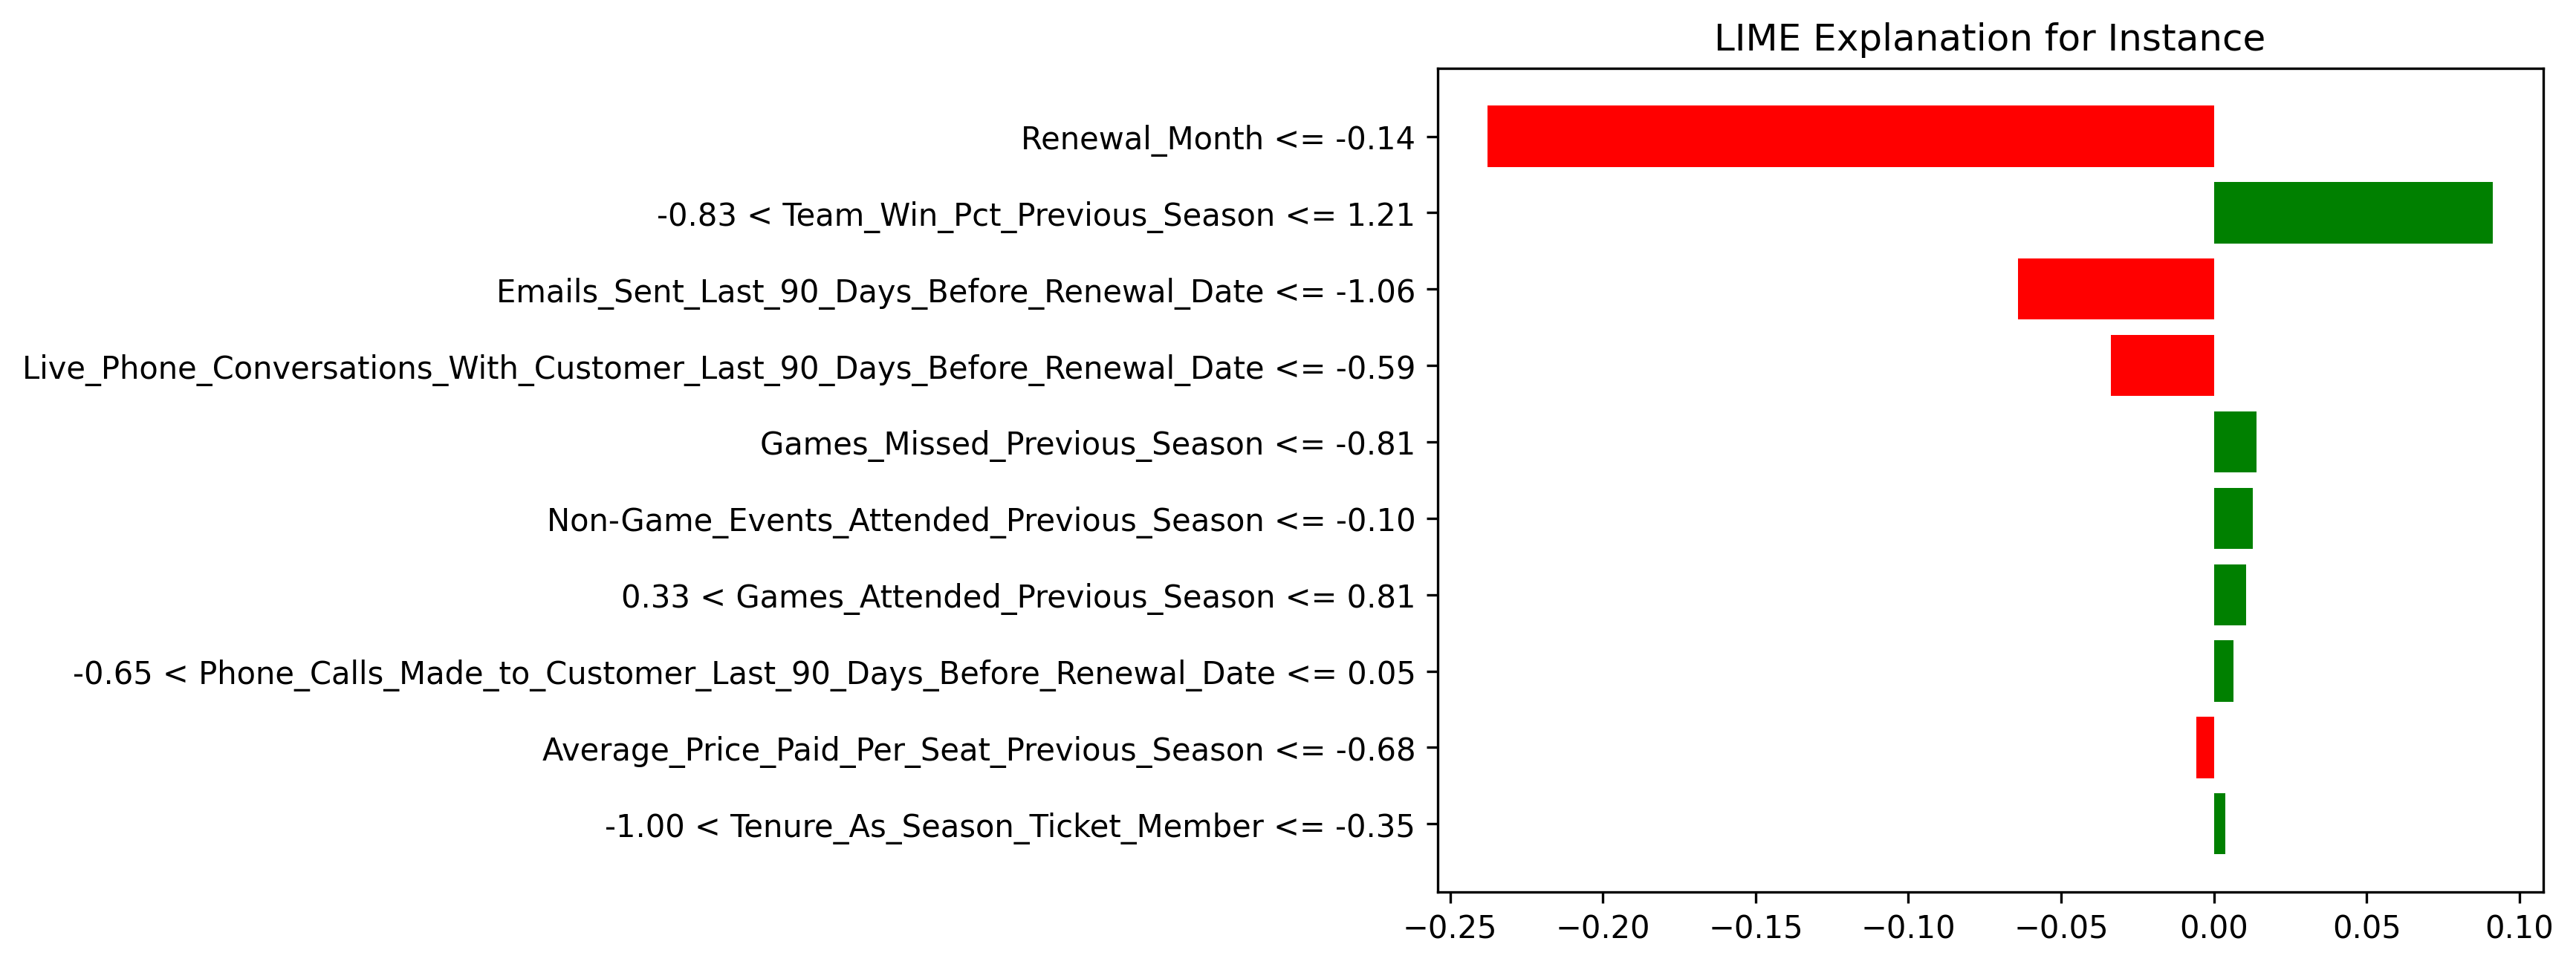 LIME Explanation for Instance
Renewal_Month <= -0.14
-0.83 < Team_Win_Pct_Previous_Season <= 1.21
Emails_Sent_Last_90_Days_Before_Renewal_Date <= -1.06
Live_Phone_Conversations_With_Customer_Last_90_Days_Before_Renewal_Date <= -0.59
Games_Missed_Previous_Season <= -0.81
Non-Game_Events_Attended_Previous_Season <= -0.10
0.33 < Games_Attended_Previous_Season <= 0.81
-0.65 < Phone_Calls_Made_to_Customer_Last_90_Days_Before_Renewal_Date <= 0.05
Average_Price_Paid_Per_Seat_Previous_Season <= -0.68
-1.00 < Tenure_As_Season_Ticket_Member <= -0.35
−0.25 −0.20 −0.15 −0.10 −0.05 0.00 0.05 0.10